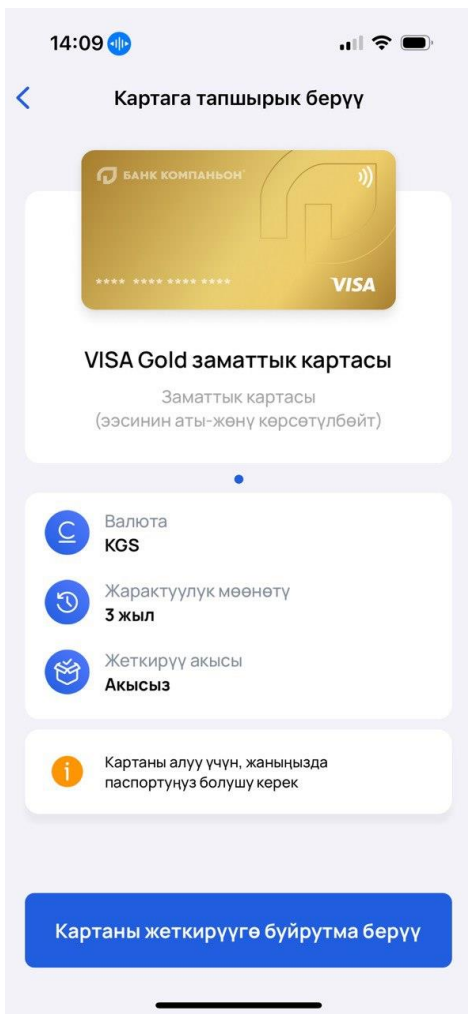 14:09
Картага тапшырык берүү
БАНК КОМПАНЬОН
**** **** **** ****
VISA
VISA Gold заматтык картасы
Заматтык картасы
(ээсинин аты-жөнү көрсөтүлбөйт)
Валюта
KGS
Жарактуулук мөөнөтү
3 жыл
Жеткирүү акысы
Акысыз
Картаны алуу үчүн, жаныңызда
паспортуңуз болушу керек
Картаны жеткирүүгө буйрутма берүү